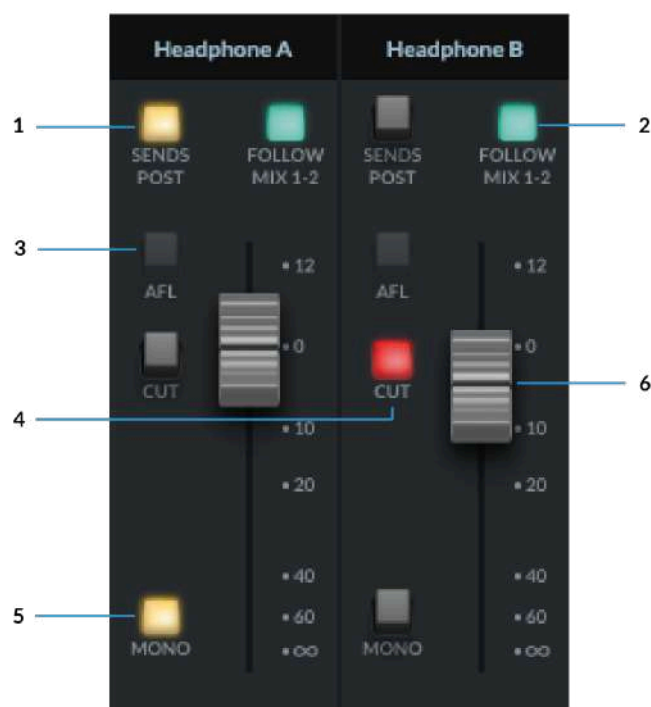 Headphone A Headphone B
1 2
SENDS FOLLOW SENDS FOLLOW
POST MIX 1-2 POST MIX 1-2
3
12 12
AFL AFL
0 0
6
CUT CUT
4
10 10
20 20
40 40
5 60 60
MONO ∞ MONO ∞